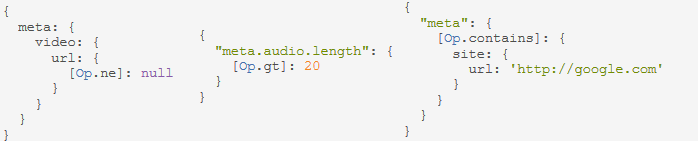 {
  meta: {
    video: {
      url: {
        [Op.ne]: null
      }
    }
  }
}
{
  "meta.audio.length": {
    [Op.gt]: 20
  }
}
{
  "meta": {
    [Op.contains]: {
      site: {
        url: 'http://google.com'
      }
    }
  }
}